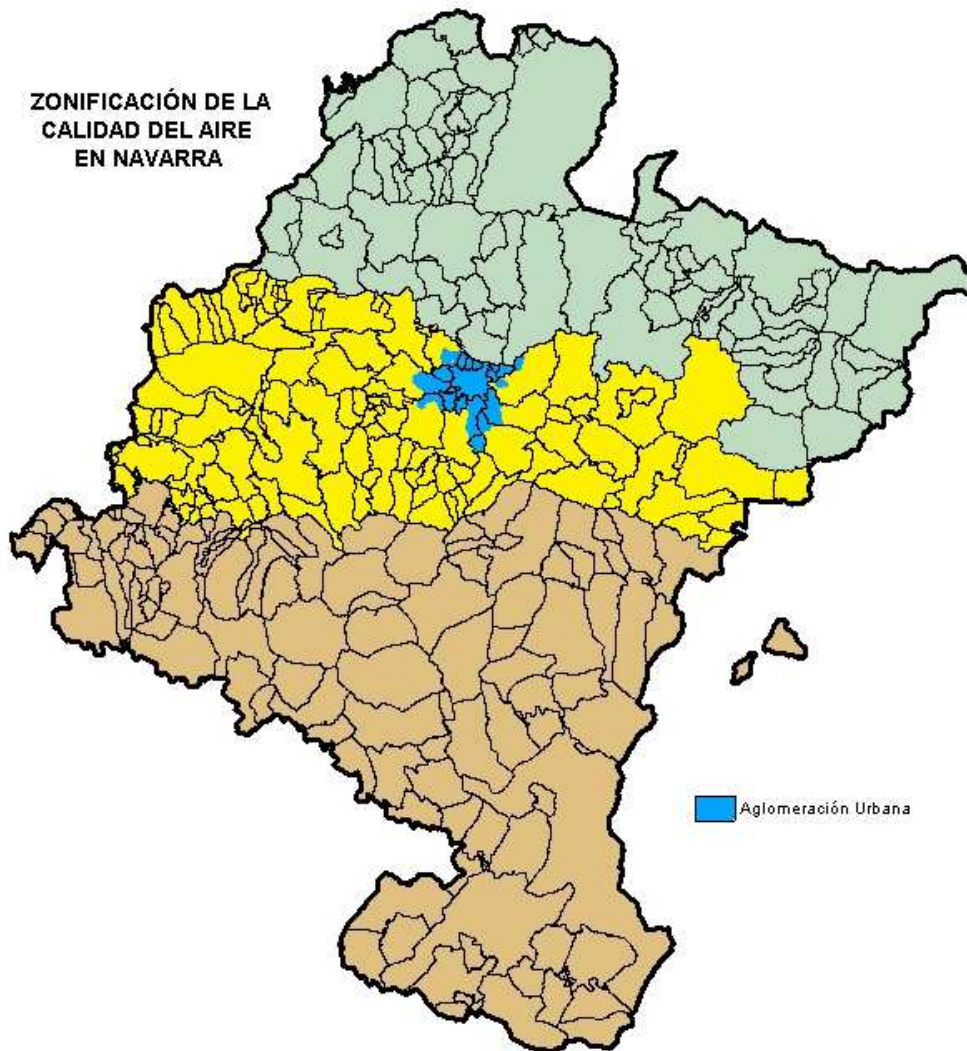 ZONIFICACIÓN DE LA
CALIDAD DEL AIRE
EN NAVARRA
Aglomeración Urbana